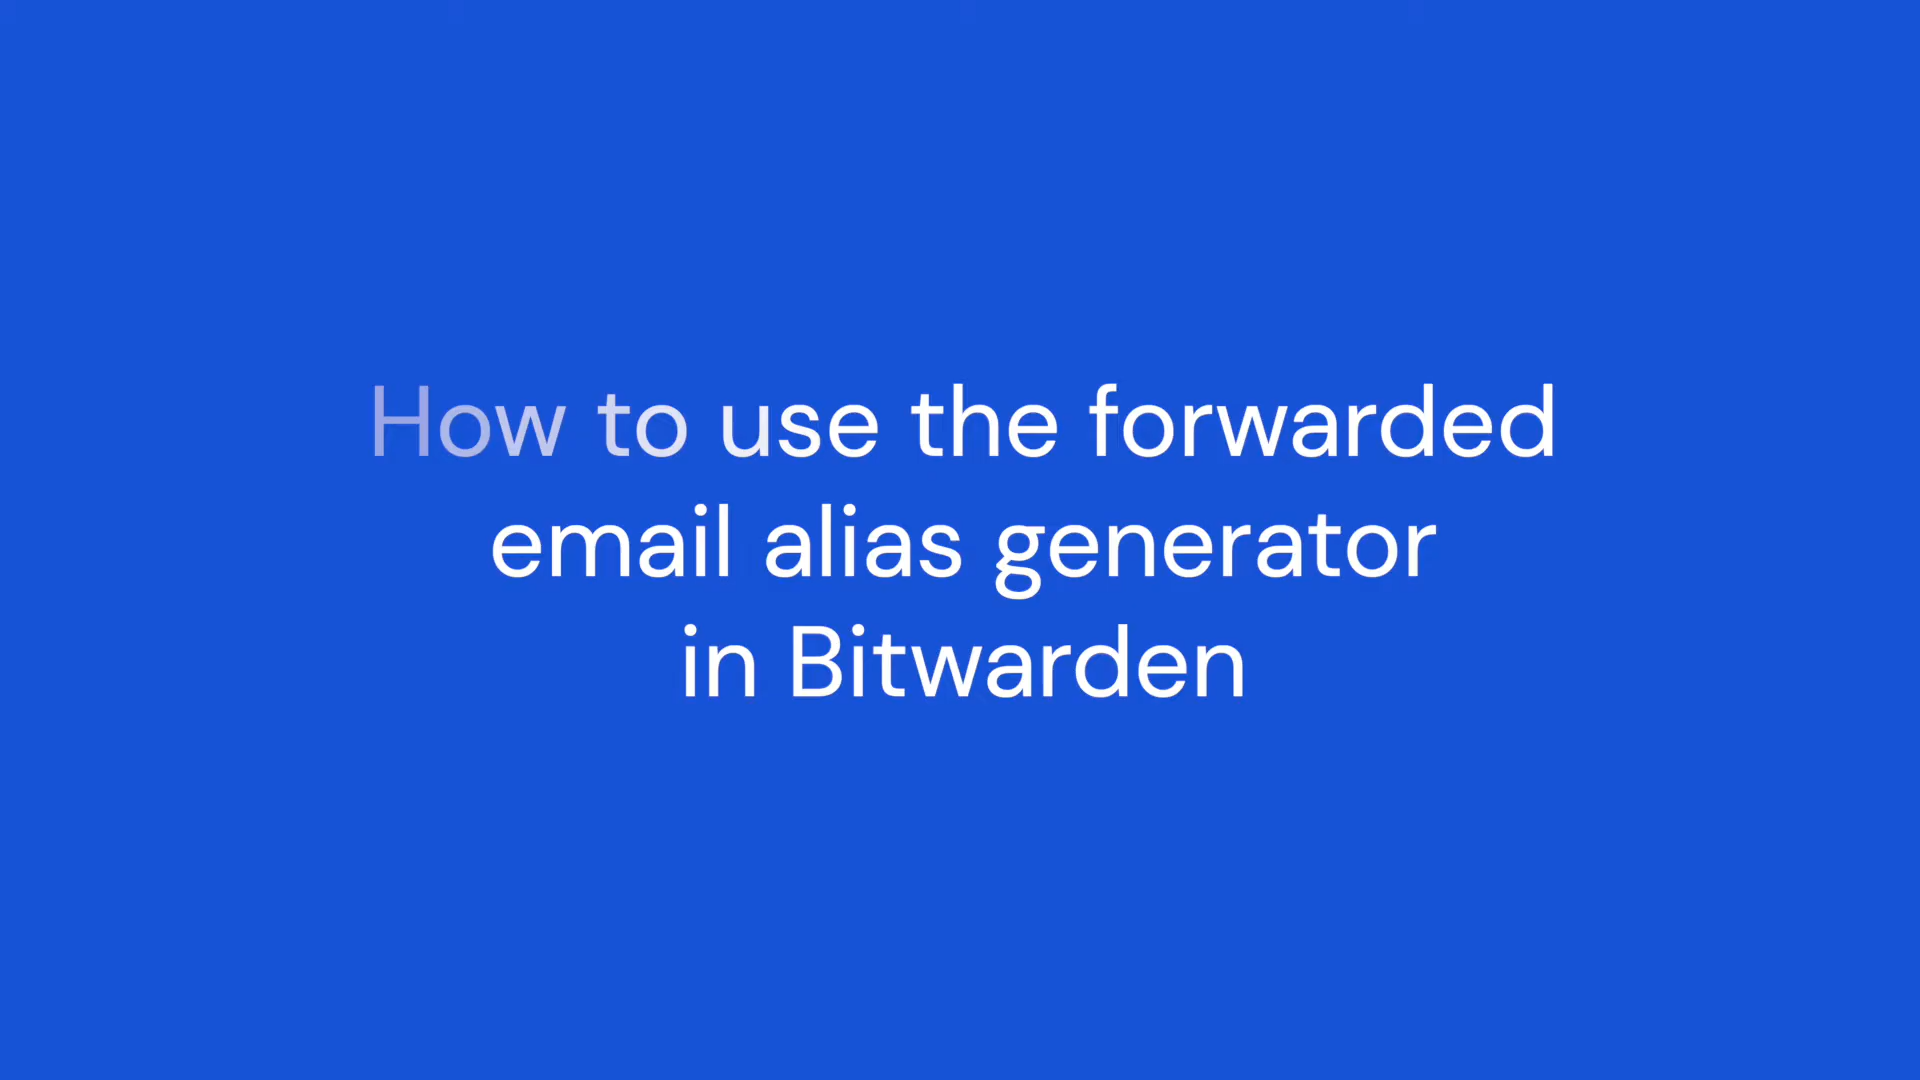 How to use the forwarded
email alias generator
in Bitwarden